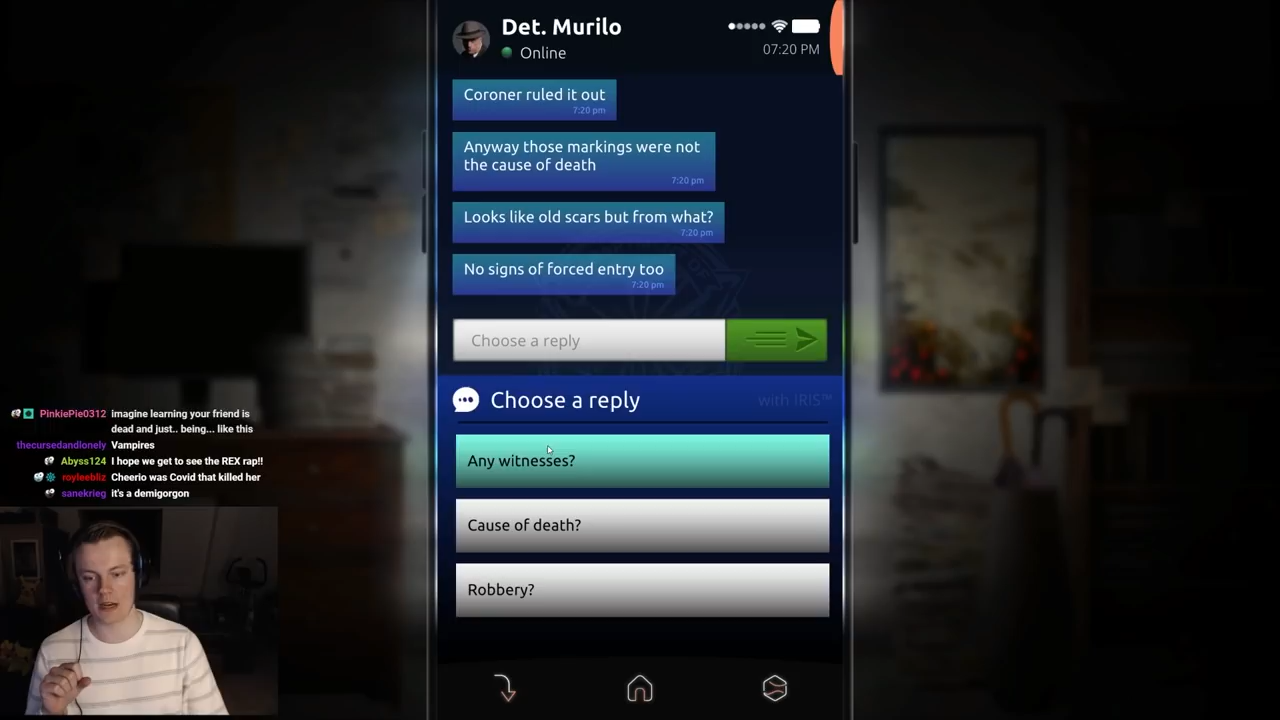 Det. Murilo
Online
07:20 PM
Coroner ruled it out
7:20 pm
Anyway those markings were not
the cause of death
7:20 pm
Looks like old scars but from what?
7:20 pm
No signs of forced entry too
7:20 pm
Choose a reply
Choose a reply
with IRIS™
Any witnesses?
Cause of death?
Robbery?
PinkiePie0312 imagine learning your friend is
dead and just.. being... like this
thecursedandlonely Vampires
Abyss124 I hope we get to see the REX rap!!
royleebliz Cheerio was Covid that killed her
sanekrieg it's a demigorgon